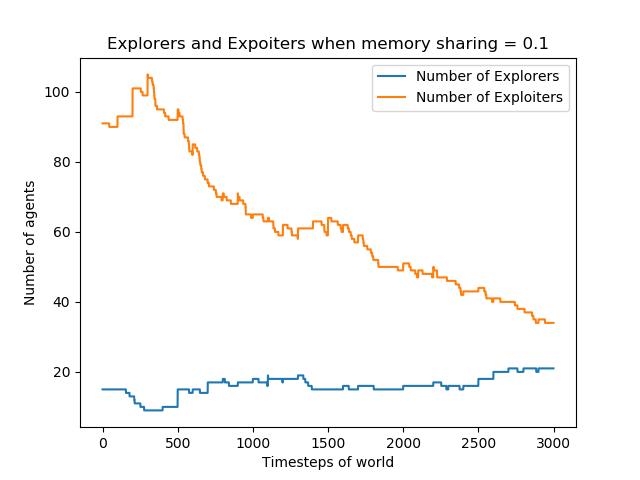 Explorers and Expoiters when memory sharing = 0.1
Number of Explorers
Number of Exploiters
Number of agents
100
80
60
40
20
0 500 1000 1500 2000 2500 3000
Timesteps of world